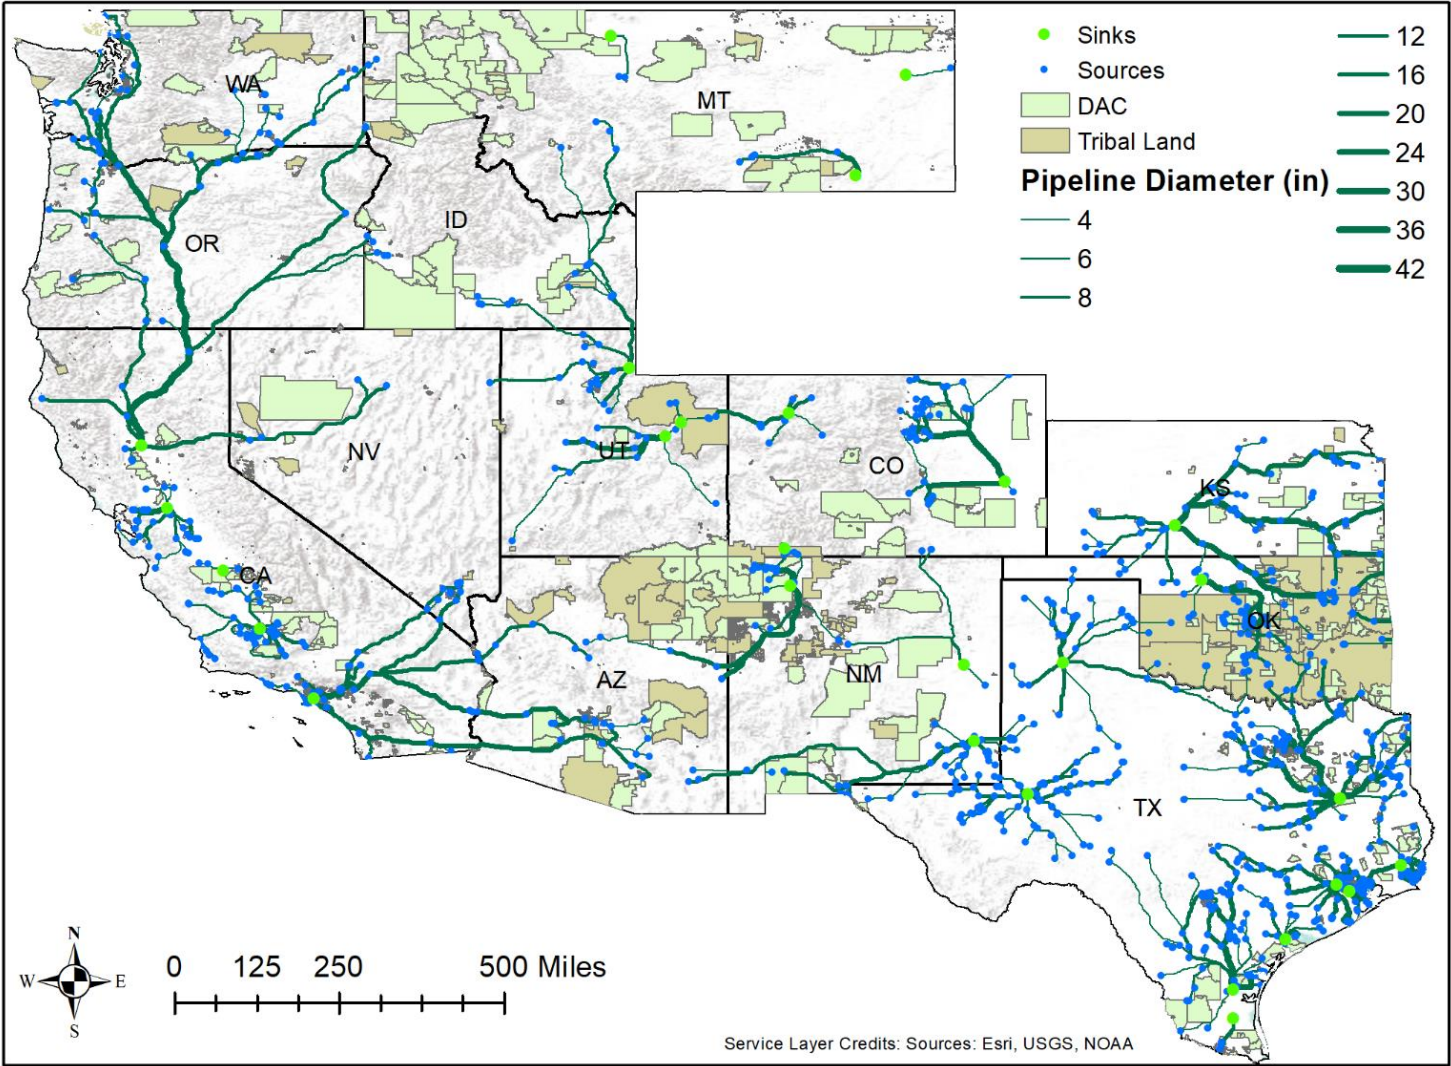 Sinks
Sources
DAC
Tribal Land
Pipeline Diameter (in)
4
6
8
12
16
20
24
30
36
42
WA
MT
OR
ID
NV
UT
CO
KS
CA
AZ
NM
OK
TX
N
W E
S
0 125 250 500 Miles
Service Layer Credits: Sources: Esri, USGS, NOAA